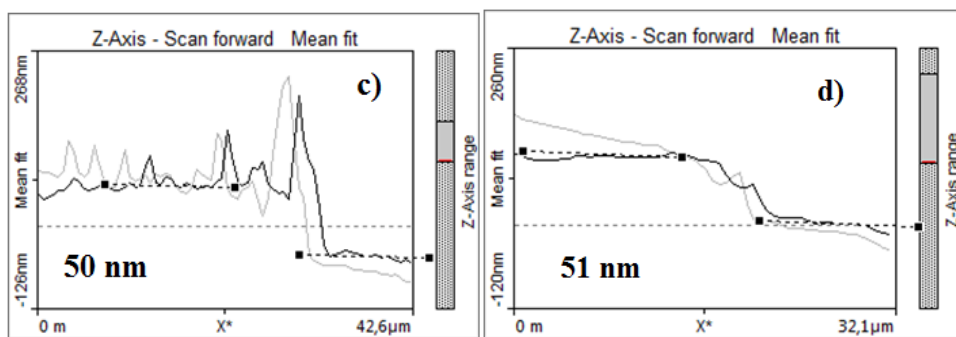 Z-Axis - Scan forward Mean fit
268nm
Mean fit
-126nm
c)
50 nm
0 m X* 42,6µm
Z-Axis range
Z-Axis - Scan forward Mean fit
260nm
Mean fit
-120nm
d)
51 nm
0 m X* 32,1µm
Z-Axis range